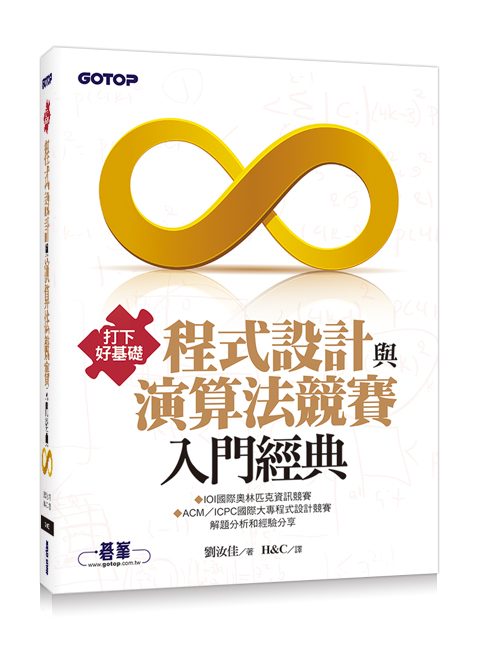 GOTOP
打下
好基礎
程式設計與
演算法競賽
入門經典
◆IOI國際奧林匹克資訊競賽
◆ACM/ICPC國際大專程式設計競賽
解題分析和經驗分享
劉汝佳/著 H&C/譯
碁峯
www.gotop.com.tw